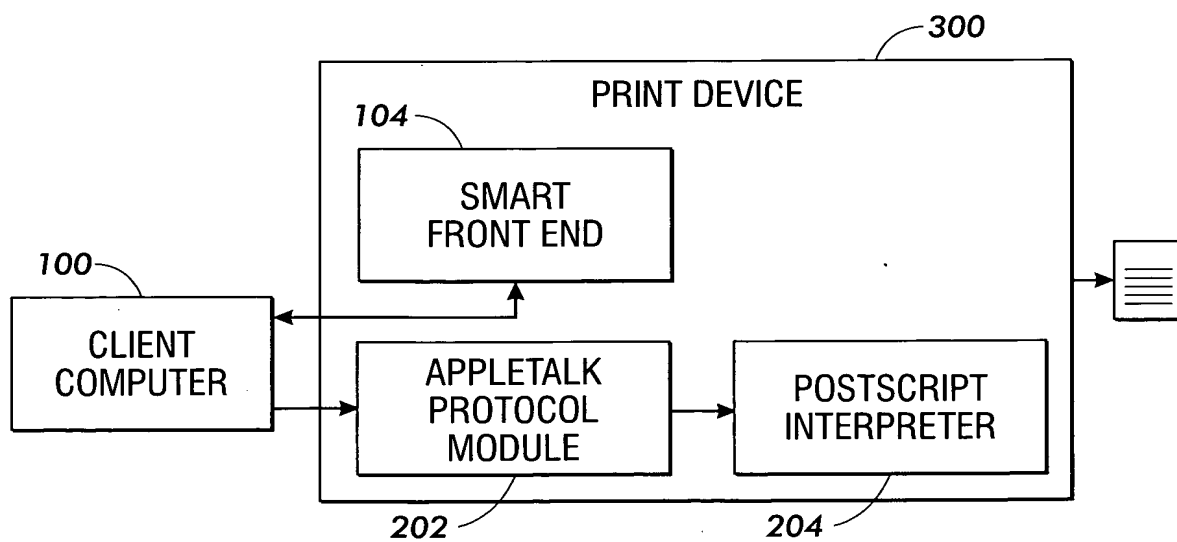 300
PRINT DEVICE
104
SMART
FRONT END
100
CLIENT
COMPUTER
APPLETALK
PROTOCOL
MODULE
POSTSCRIPT
INTERPRETER
202
204